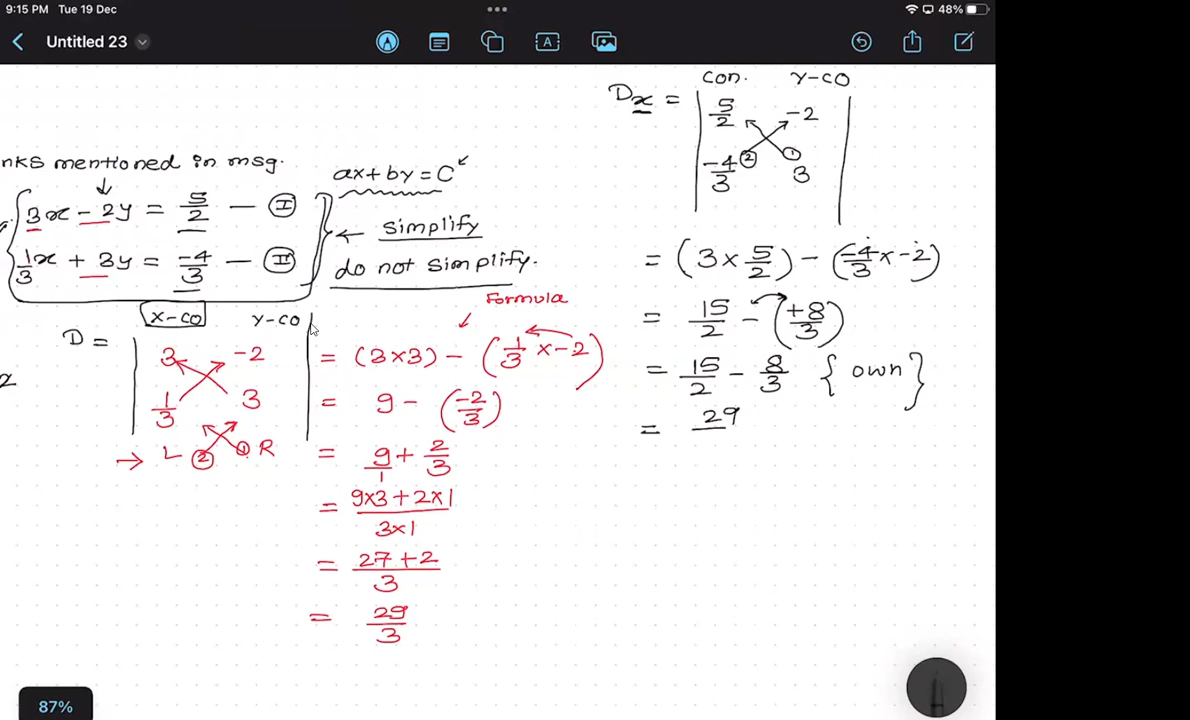 9:15 PM Tue 19 Dec
48%
Untitled 23
nks mentioned in msg.
ax + by = C
3x - 2y = 5/2 — I
1/3x + 3y = -4/3 — II
← simplify
do not simplify.
Formula
x-co y-co
D = | 3 -2 |
| 1/3 3 |
→ L ② ① R
= (3×3) - (1/3 × -2)
= 9 - (-2/3)
= 9/1 + 2/3
= 9×3 + 2×1 / 3×1
= 27 + 2 / 3
= 29/3
con. y-co
Dx = | 5/2 -2 |
| -4/3 ② ① 3 |
= (3 × 5/2) - (-4/3 × -2)
= 15/2 - (+8/3)
= 15/2 - 8/3 { own }
= 29
87%